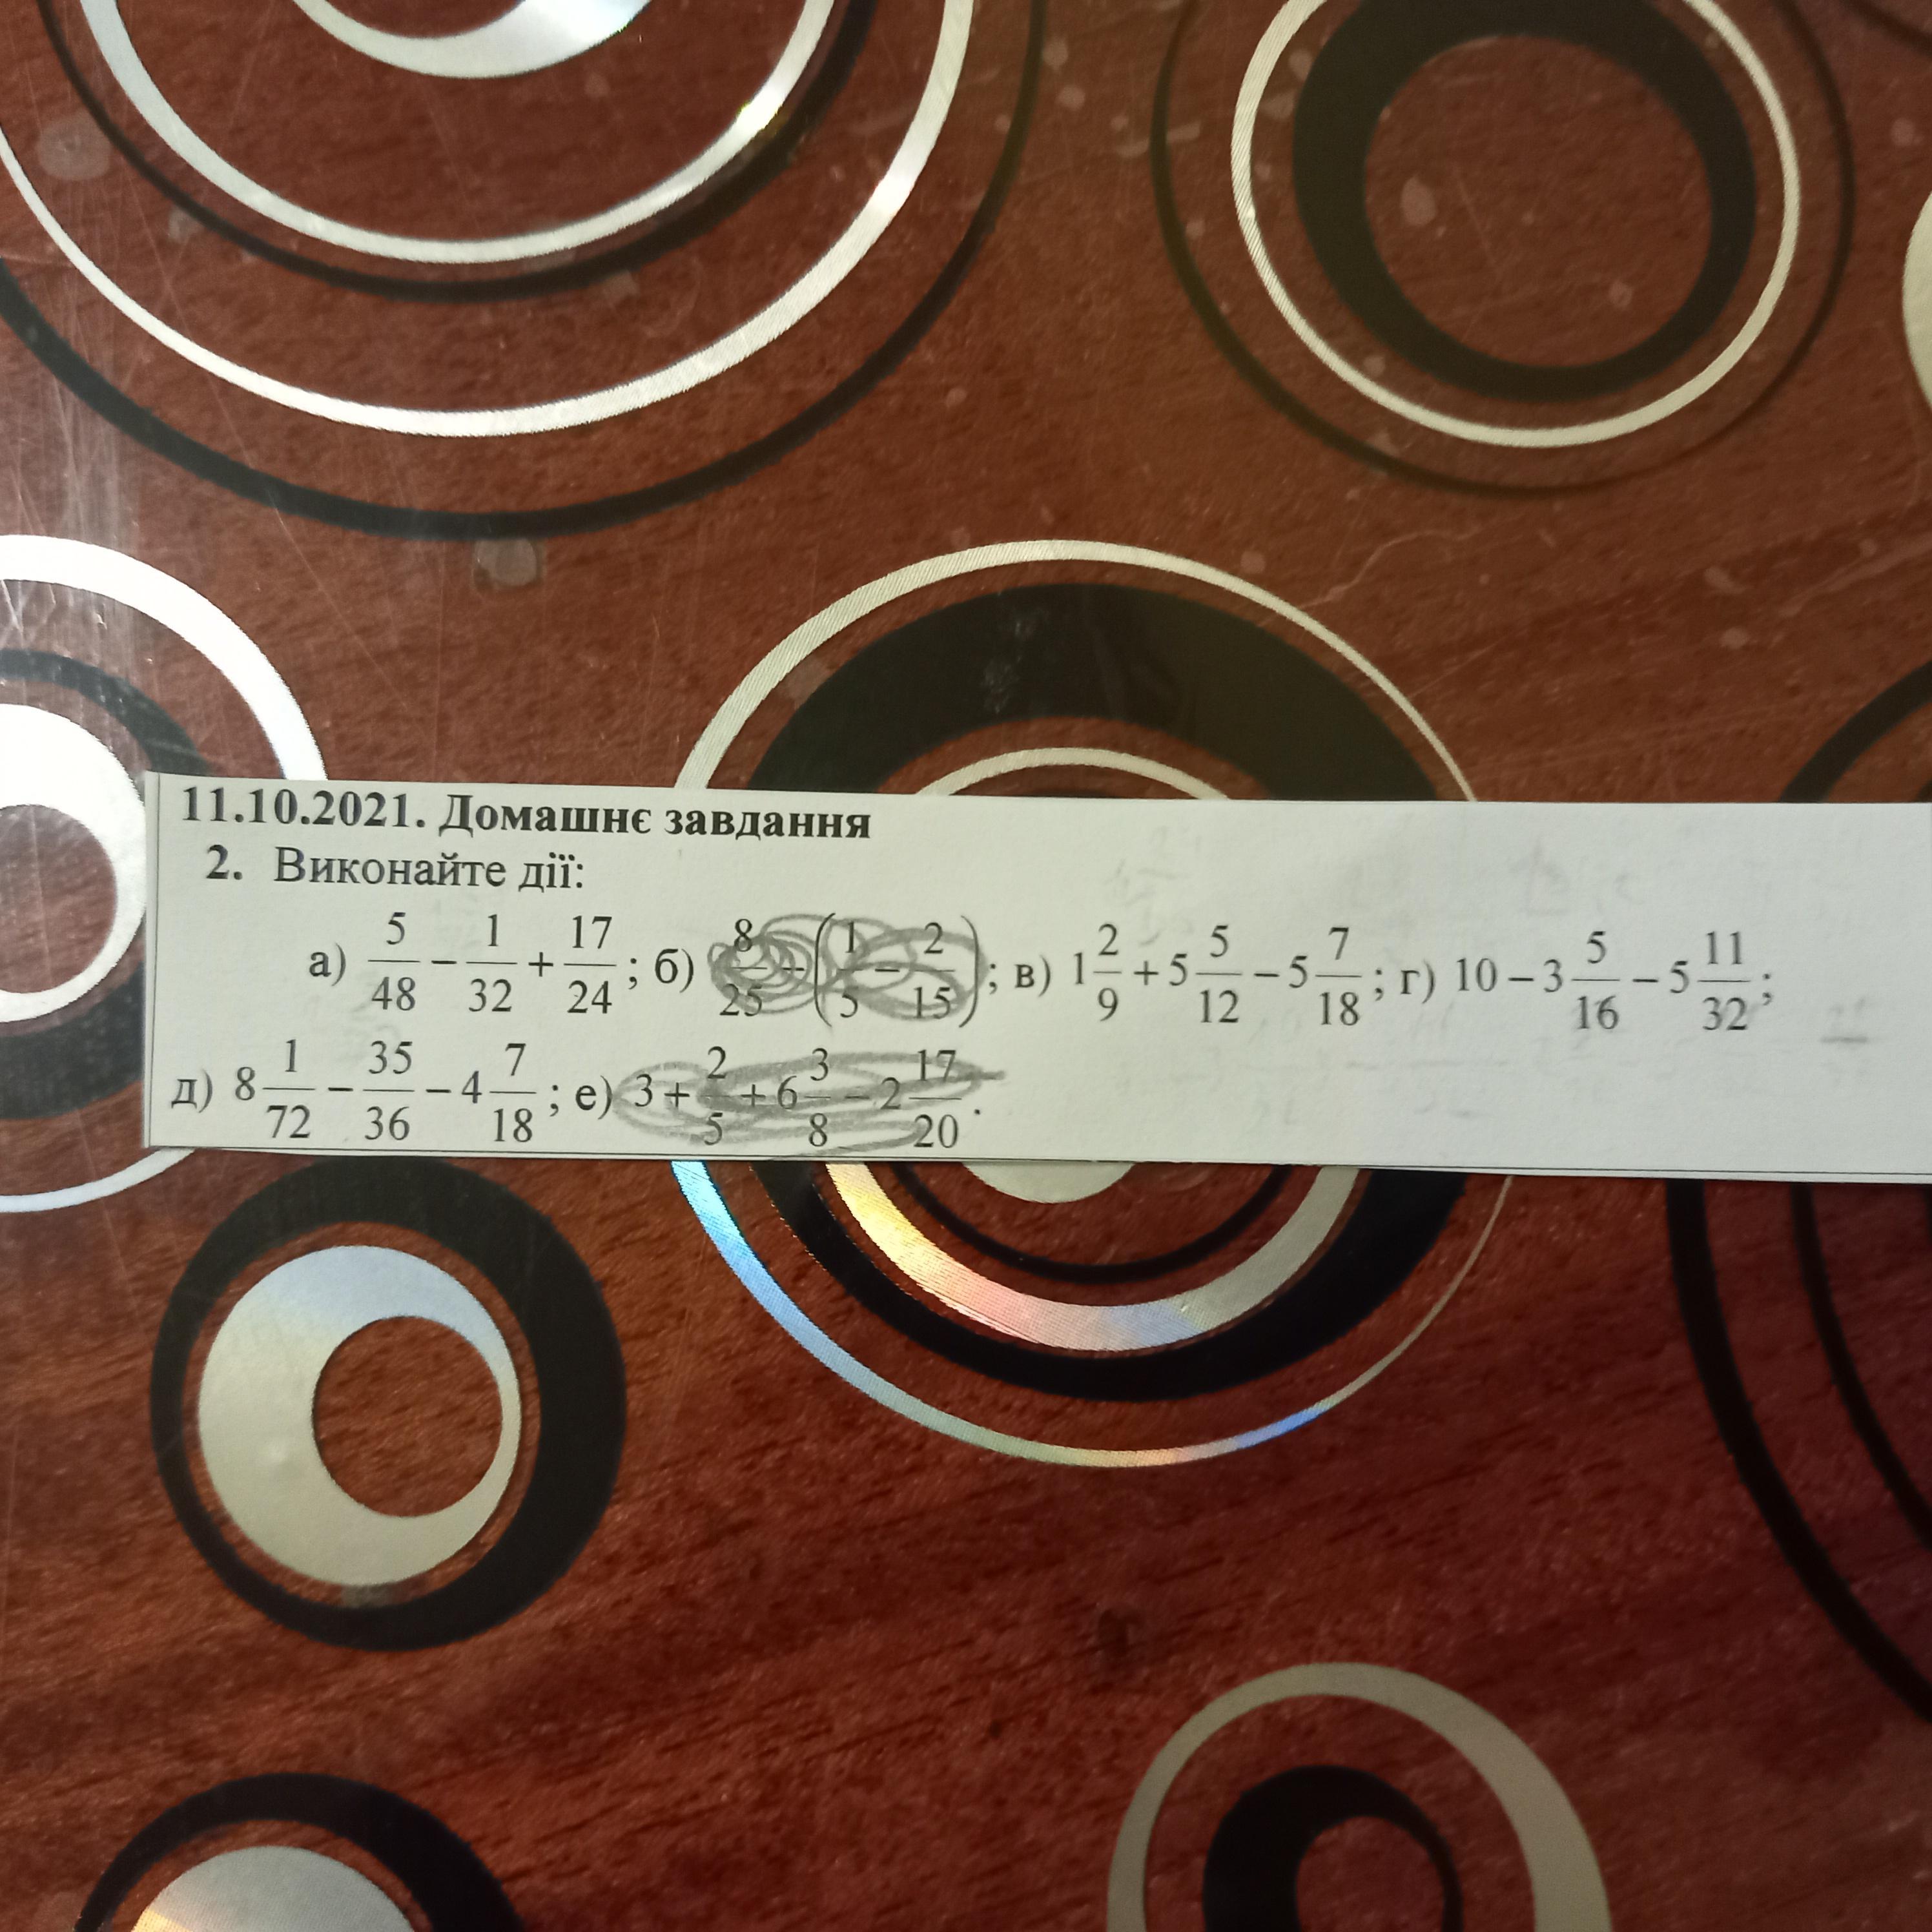 11.10.2021. Домашнє завдання
2. Виконайте дії:
а) 5/48 − 1/32 + 17/24; б) 8/25 − (1/5 − 2/15); в) 1 2/9 + 5 5/12 − 5 7/18; г) 10 − 3 5/16 − 5 11/32;
д) 8 1/72 − 35/36 − 4 7/18; е) 3 + 2/5 + 6 3/8 − 2 17/20.